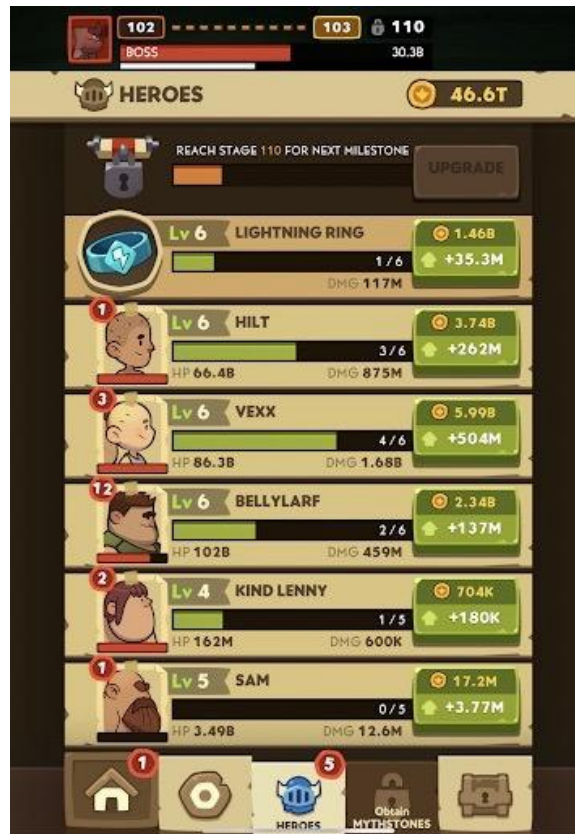 102 103 110
BOSS 30.3B
HEROES 46.6T
REACH STAGE 110 FOR NEXT MILESTONE
UPGRADE
Lv 6 LIGHTNING RING 1.46B
1/6 +35.3M
DMG 117M
1
Lv 6 HILT 3.74B
3/6 +262M
HP 66.4B DMG 875M
3
Lv 6 VEXX 5.99B
4/6 +504M
HP 86.3B DMG 1.68B
12
Lv 6 BELLYLARF 2.34B
2/6 +137M
HP 102B DMG 459M
2
Lv 4 KIND LENNY 704K
1/5 +180K
HP 162M DMG 600K
1
Lv 5 SAM 17.2M
0/5 +3.77M
HP 3.49B DMG 12.6M
1 5
Obtain
HEROES MYTHSTONES